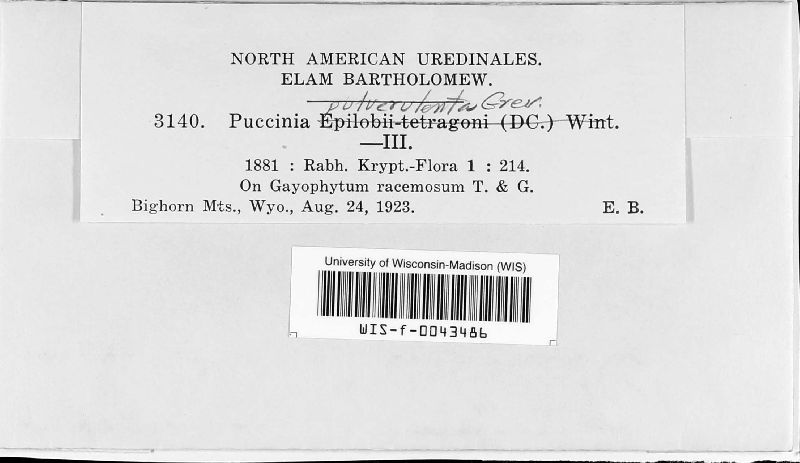 NORTH AMERICAN UREDINALES.
ELAM BARTHOLOMEW.
pulverulenta Grev.
3140. Puccinia Epilobii-tetragoni (DC.) Wint.
—III.
1881 : Rabh. Krypt.-Flora 1 : 214.
On Gayophytum racemosum T. & G.
Bighorn Mts., Wyo., Aug. 24, 1923. E. B.
University of Wisconsin-Madison (WIS)
WIS-f-0043486